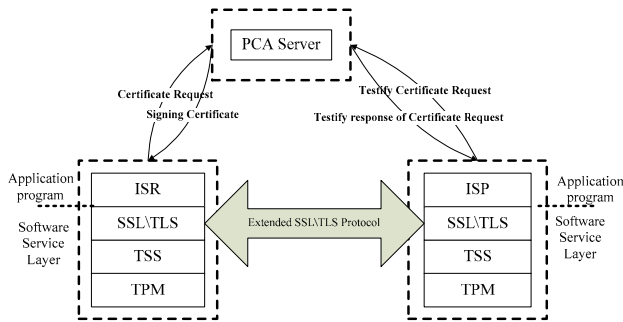 PCA Server
Certificate Request
Signing Certificate
Testify Certificate Request
Testify response of Certificate Request
Application
program
Software
Service
Layer
ISR
SSL\TLS
TSS
TPM
Extended SSL\TLS Protocol
ISP
SSL\TLS
TSS
TPM
Application
program
Software
Service
Layer